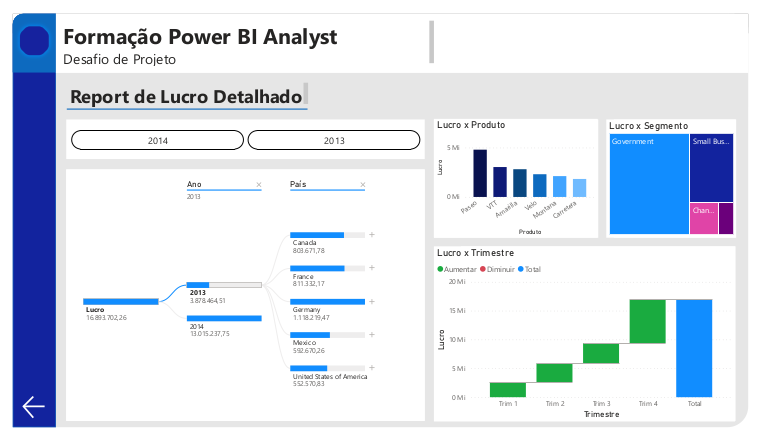 Formação Power BI Analyst
Desafio de Projeto
Report de Lucro Detalhado
2014
2013
Ano
2013
País
Lucro
16.893.702,26
2013
3.878.464,51
2014
13.015.237,75
Canada
803.671,78
France
811.332,17
Germany
1.118.219,47
Mexico
592.670,26
United States of America
552.570,83
Lucro x Produto
Lucro
5 Mi
0 Mi
Paseo
VTT
Amarilla
Velo
Montana
Carretera
Produto
Lucro x Segmento
Government
Small Bus...
Chan...
Lucro x Trimestre
Aumentar Diminuir Total
Lucro
20 Mi
15 Mi
10 Mi
5 Mi
0 Mi
Trim 1 Trim 2 Trim 3 Trim 4 Total
Trimestre